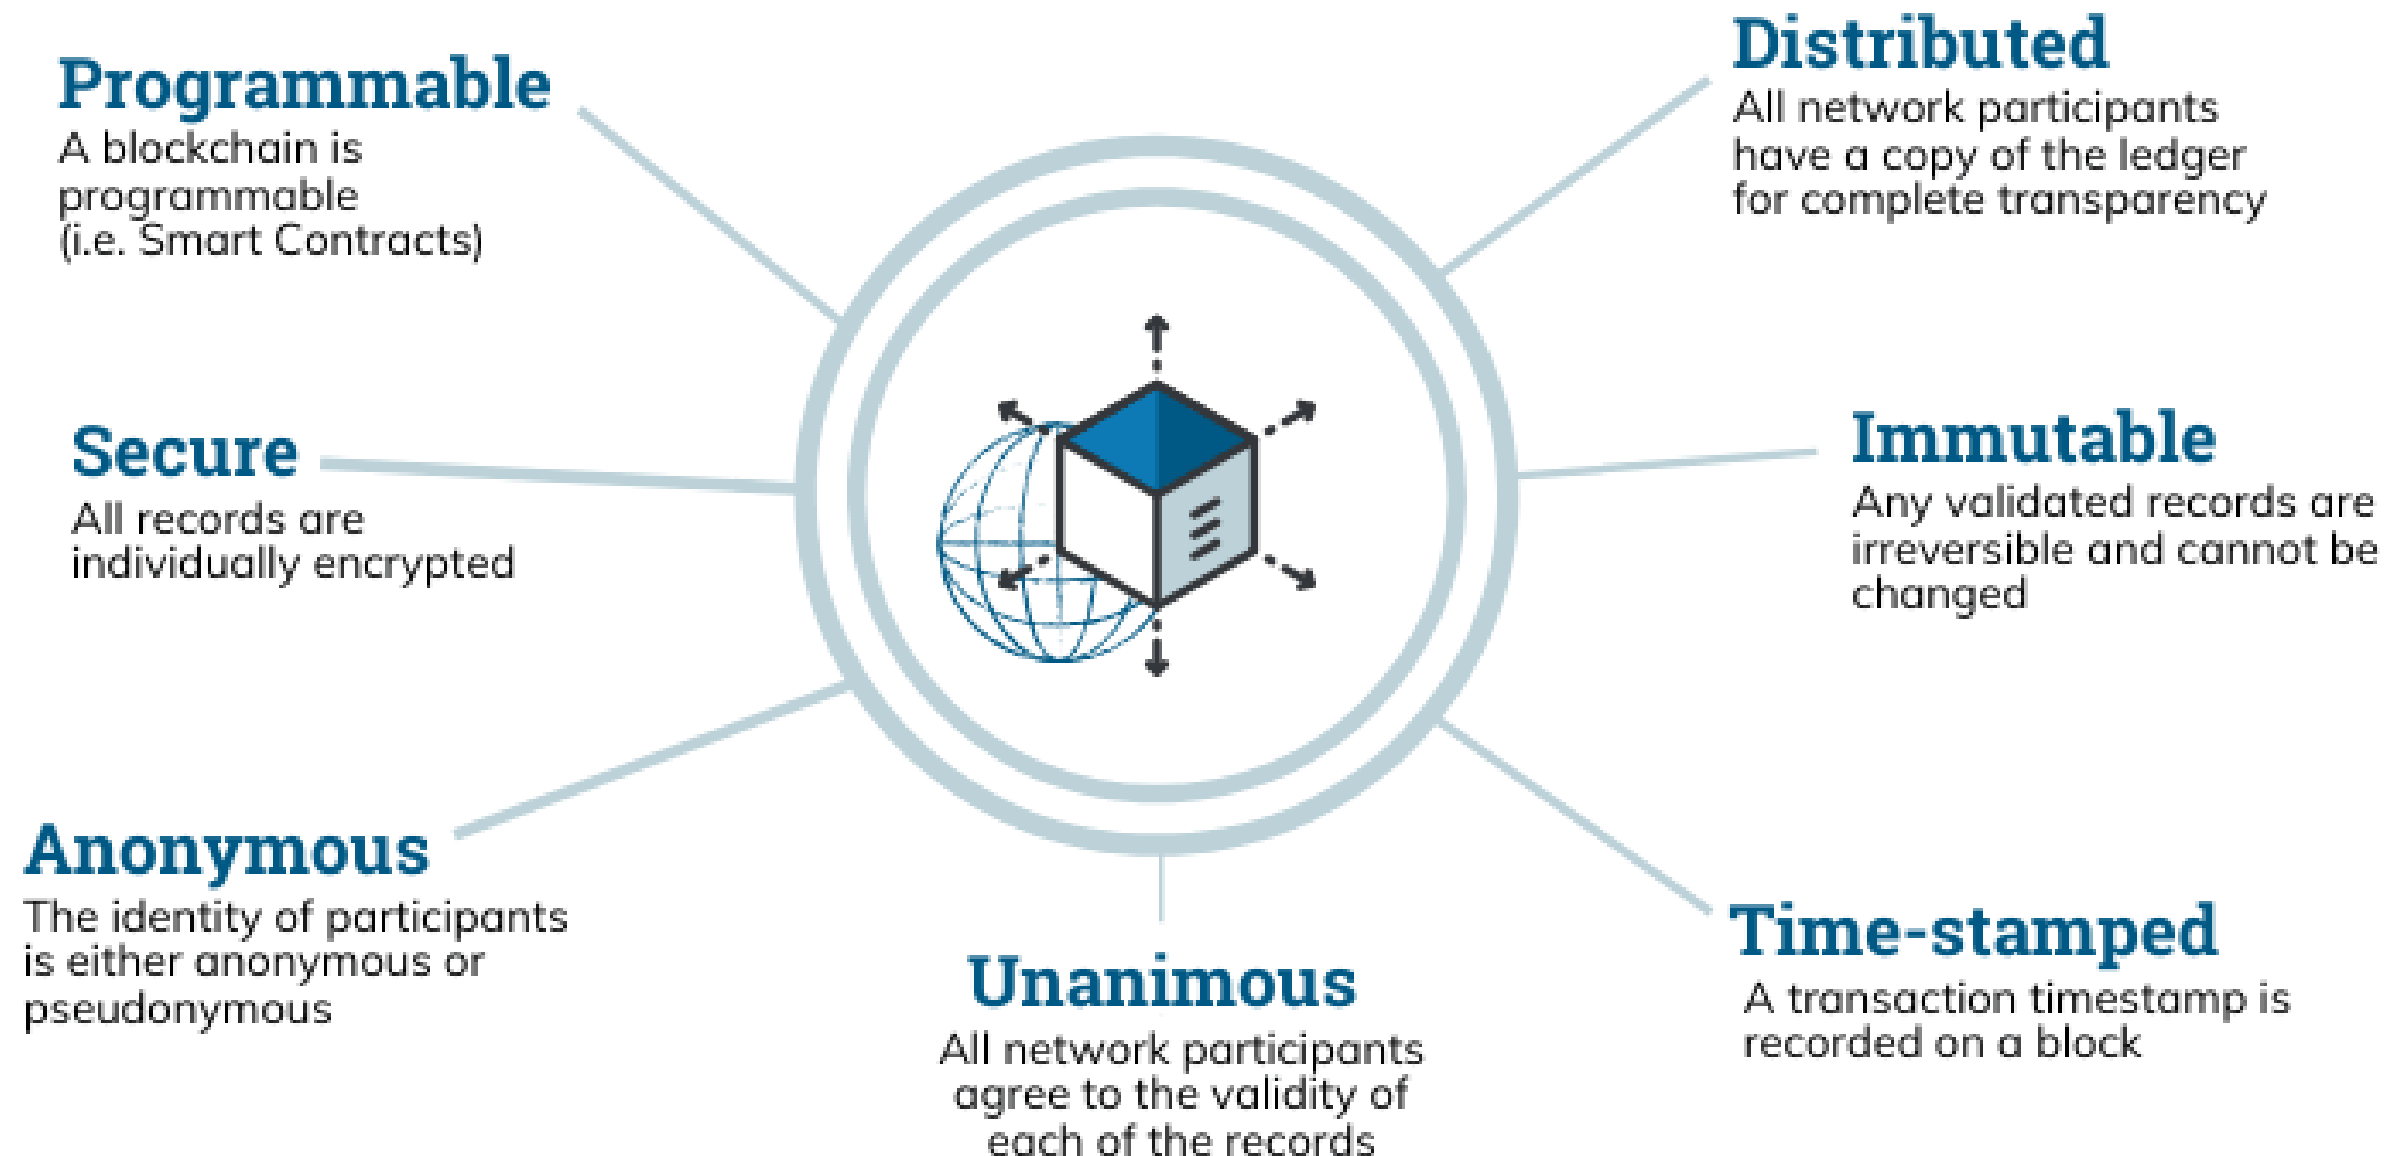 Programmable
A blockchain is
programmable
(i.e. Smart Contracts)
Distributed
All network participants
have a copy of the ledger
for complete transparency
Secure
All records are
individually encrypted
Immutable
Any validated records are
irreversible and cannot be
changed
Anonymous
The identity of participants
is either anonymous or
pseudonymous
Unanimous
All network participants
agree to the validity of
each of the records
Time-stamped
A transaction timestamp is
recorded on a block